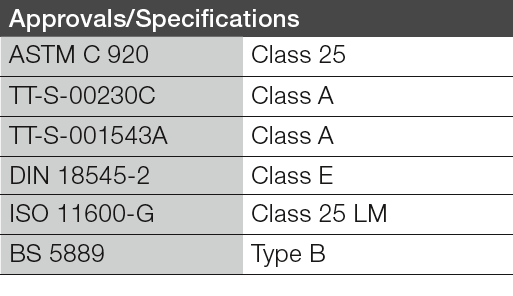 Approvals/Specifications
ASTM C 920 Class 25
TT-S-00230C Class A
TT-S-001543A Class A
DIN 18545-2 Class E
ISO 11600-G Class 25 LM
BS 5889 Type B